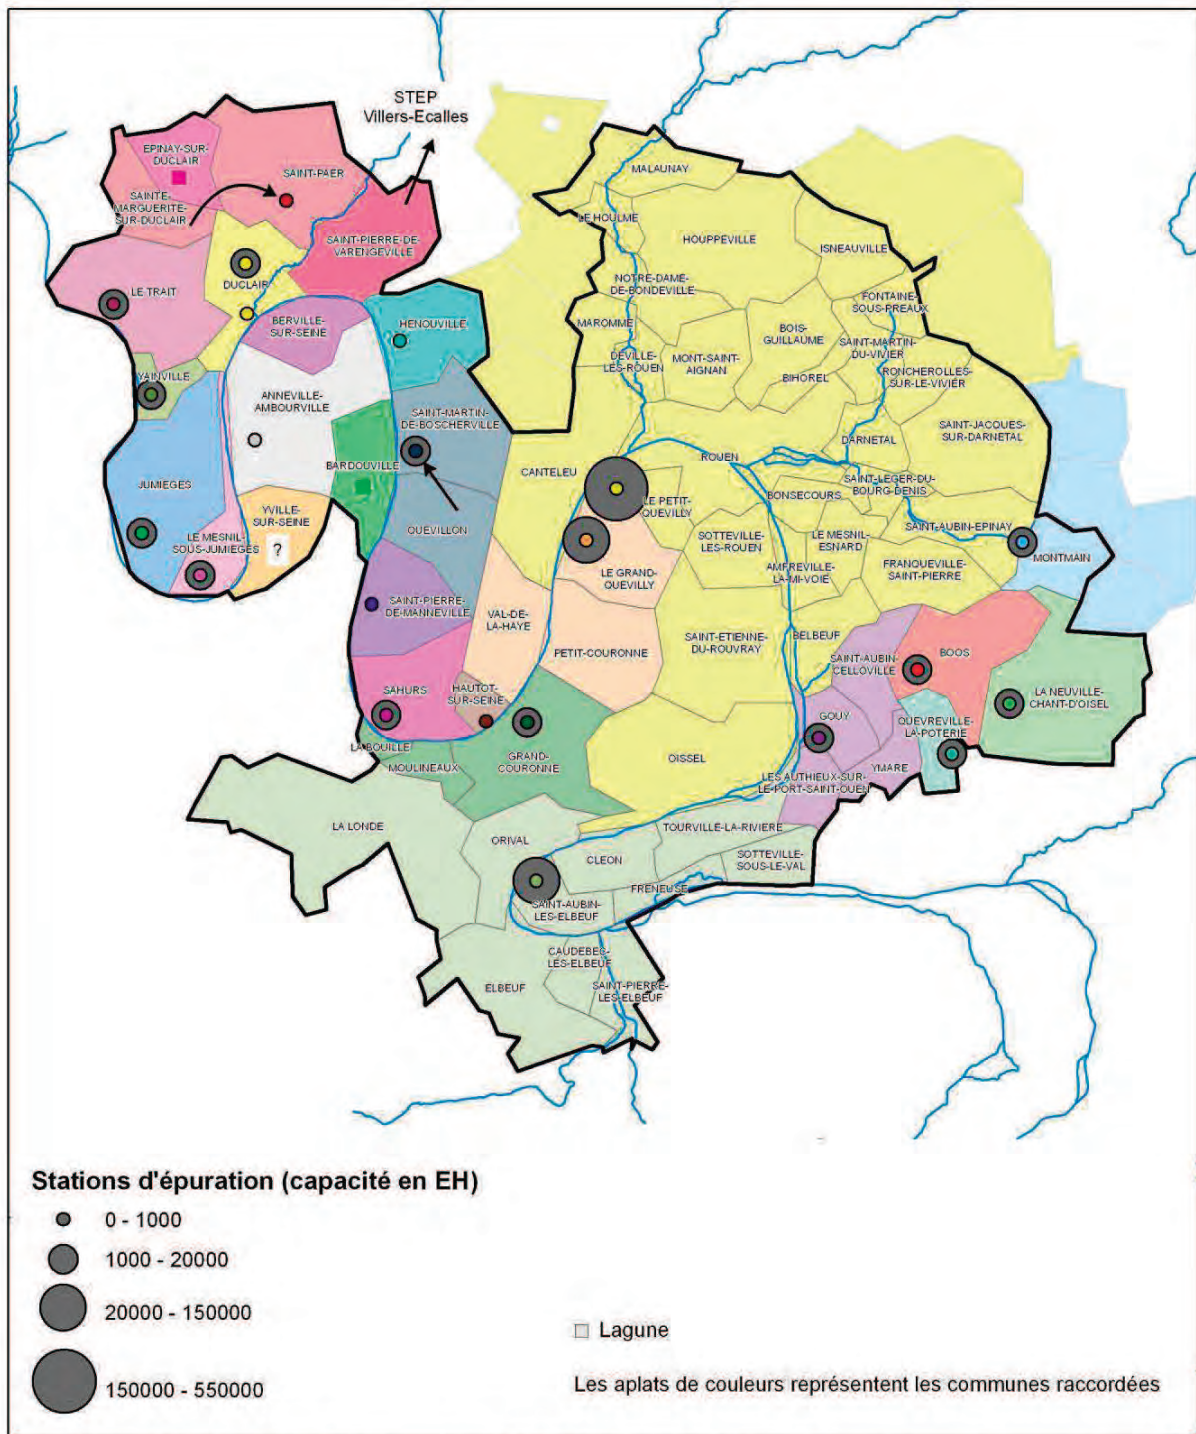 STEP
Villers-Ecalles
EPINAY-SUR-
DUCLAIR
SAINT-PAER
SAINTE-
MARGUERITE-
SUR-DUCLAIR
SAINT-PIERRE-DE-
VARENGEVILLE
LE TRAIT
DUCLAIR
BERVILLE-
SUR-SEINE
HENOUVILLE
YAINVILLE
ANNEVILLE-
AMBOURVILLE
SAINT-MARTIN-
DE-BOSCHERVILLE
BARDOUVILLE
JUMIEGES
YVILLE-
SUR-SEINE
?
LE MESNIL-
SOUS-JUMIEGES
QUEVILLON
SAINT-PIERRE-
DE-MANNEVILLE
VAL-DE-
LA-HAYE
SAHURS
HAUTOT-
SUR-SEINE
LA BOUILLE
MOULINEAUX
GRAND-
COURONNE
MALAUNAY
LE HOULME
HOUPPEVILLE
ISNEAUVILLE
NOTRE-DAME-
DE-BONDEVILLE
FONTAINE-
SOUS-PREAUX
MAROMME
BOIS-
GUILLAUME
SAINT-MARTIN-
DU-VIVIER
DEVILLE-
LES-ROUEN
MONT-SAINT-
AIGNAN
BIHOREL
RONCHEROLLES-
SUR-LE-VIVIER
SAINT-JACQUES-
SUR-DARNETAL
DARNETAL
CANTELEU
ROUEN
SAINT-LEGER-DU-
BOURG-DENIS
LE PETIT-
QUEVILLY
BONSECOURS
SOTTEVILLE-
LES-ROUEN
LE MESNIL-
ESNARD
SAINT-AUBIN-EPINAY
MONTMAIN
LE GRAND-
QUEVILLY
AMFREVILLE-
LA-MI-VOIE
FRANQUEVILLE-
SAINT-PIERRE
PETIT-COURONNE
SAINT-ETIENNE-
DU-ROUVRAY
BELBEUF
SAINT-AUBIN-
CELLOVILLE
BOOS
LA NEUVILLE-
CHANT-D'OISEL
GOUY
QUEVREVILLE-
LA-POTERIE
OISSEL
YMARE
LES AUTHIEUX-SUR-
LE-PORT-SAINT-OUEN
LA LONDE
ORIVAL
TOURVILLE-LA-RIVIERE
CLEON
SOTTEVILLE-
SOUS-LE-VAL
FRENEUSE
SAINT-AUBIN-
LES-ELBEUF
CAUDEBEC-
LES-ELBEUF
ELBEUF
SAINT-PIERRE-
LES-ELBEUF
Stations d'épuration (capacité en EH)
0 - 1000
1000 - 20000
20000 - 150000
150000 - 550000
Lagune
Les aplats de couleurs représentent les communes raccordées